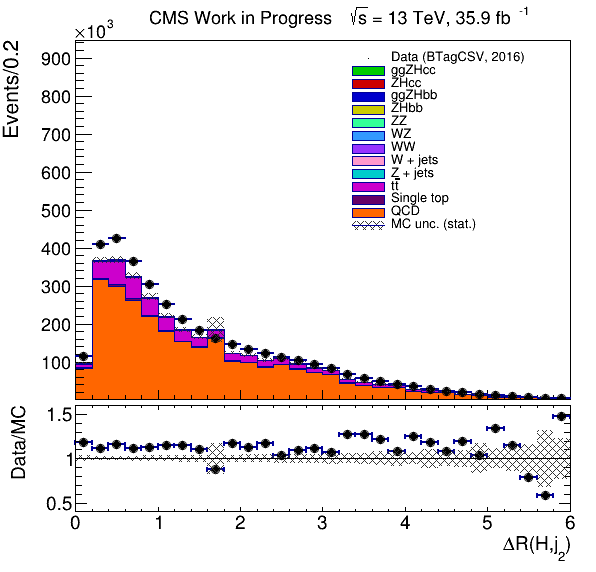 CMS Work in Progress √s = 13 TeV, 35.9 fb⁻¹
×10³
Events/0.2
900
800
700
600
500
400
300
200
100
Data (BTagCSV, 2016)
ggZHcc
ZHcc
ggZHbb
ZHbb
ZZ
WZ
WW
W + jets
Z + jets
tt̅
Single top
QCD
MC unc. (stat.)
Data/MC
1.5
1
0.5
0 1 2 3 4 5 6
ΔR(H,j₂)